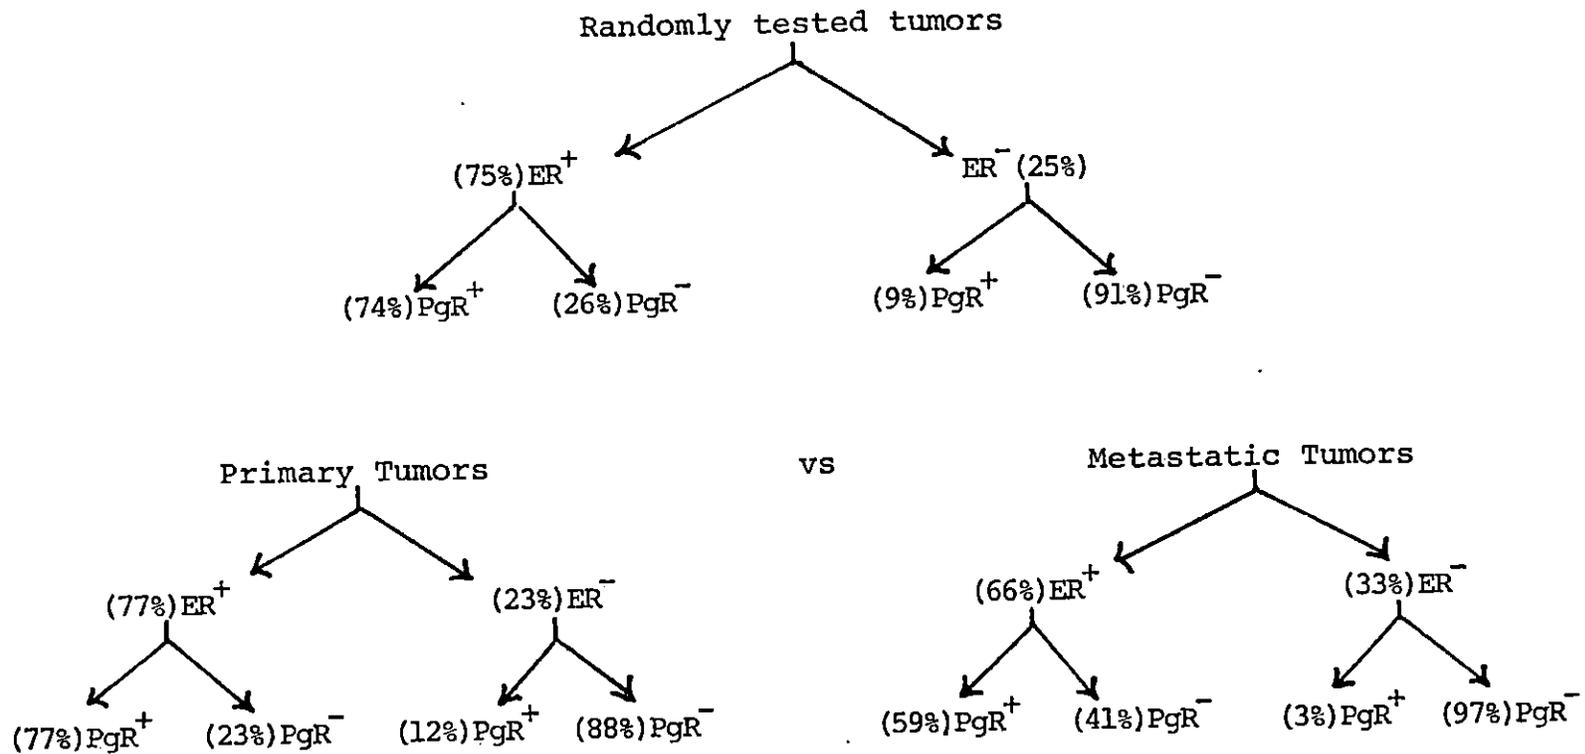 Randomly tested tumors
(75%)ER+ ER-(25%)
(74%)PgR+ (26%)PgR- (9%)PgR+ (91%)PgR-
Primary Tumors vs Metastatic Tumors
(77%)ER+ (23%)ER- (66%)ER+ (33%)ER-
(77%)PgR+ (23%)PgR- (12%)PgR+ (88%)PgR- (59%)PgR+ (41%)PgR- (3%)PgR+ (97%)PgR-